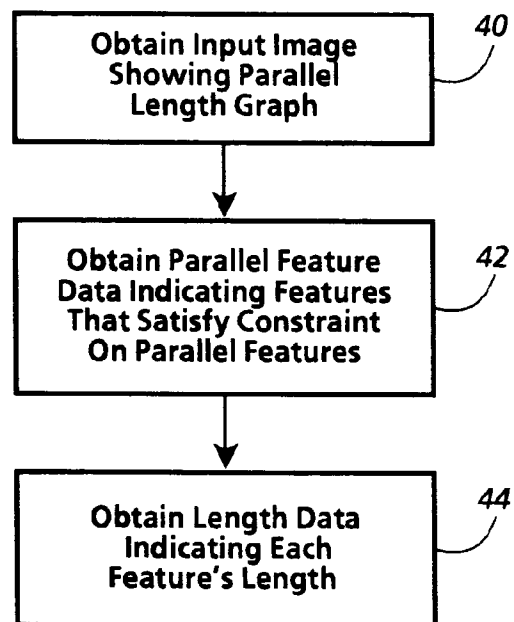 40
Obtain Input Image
Showing Parallel
Length Graph
42
Obtain Parallel Feature
Data Indicating Features
That Satisfy Constraint
On Parallel Features
44
Obtain Length Data
Indicating Each
Feature's Length